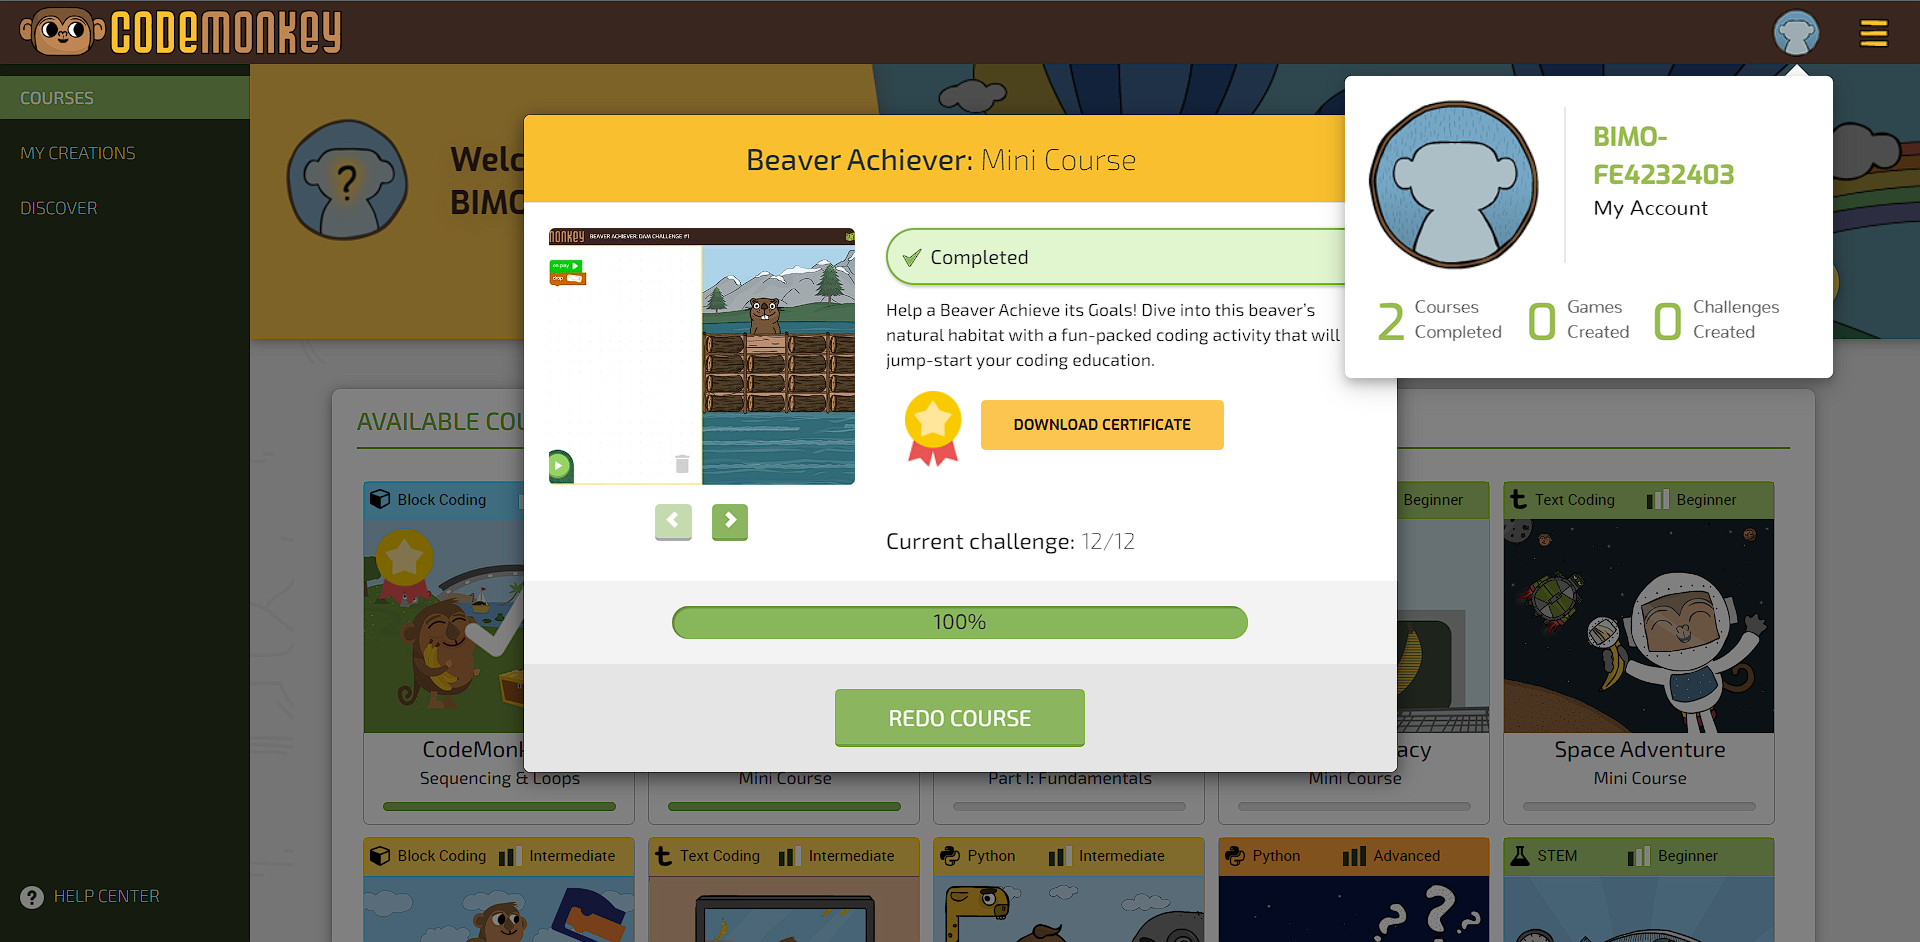 CODEMONKEY
COURSES
MY CREATIONS
DISCOVER
HELP CENTER
Welc
BIMO
BIMO-
FE4232403
My Account
2 Courses Completed
0 Games Created
0 Challenges Created
Beaver Achiever: Mini Course
MONKEY BEAVER ACHIEVER: DAM CHALLENGE #1
on play
drop
Completed
Help a Beaver Achieve its Goals! Dive into this beaver's
natural habitat with a fun-packed coding activity that will
jump-start your coding education.
DOWNLOAD CERTIFICATE
Current challenge: 12/12
100%
REDO COURSE
AVAILABLE COU
Block Coding
Beginner
Text Coding Beginner
CodeMonk
acy
Space Adventure
Sequencing & Loops
Mini Course
Part I: Fundamentals
Mini Course
Mini Course
Block Coding Intermediate
Text Coding Intermediate
Python Intermediate
Python Advanced
STEM Beginner